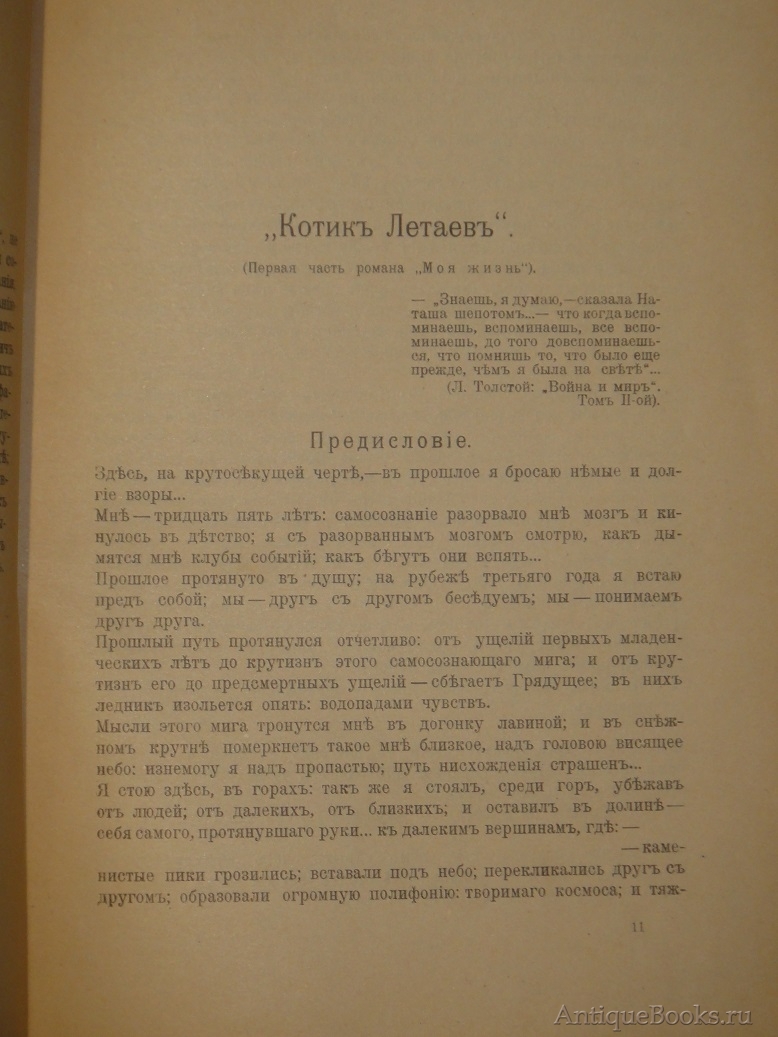 „Котикъ Летаевъ“.
(Первая часть романа „Моя жизнь“).
— „Знаешь, я думаю,—сказала На-
таша шепотомъ...— что когда вспо-
минаешь, вспоминаешь, все вспо-
минаешь, до того довспоминаешь-
ся, что помнишь то, что было еще
прежде, чѣмъ я была на свѣтѣ“...
(Л. Толстой: „Война и миръ“.
Томъ II-ой).
Предисловіе.
Здѣсь, на крутосѣкущей чертѣ,—въ прошлое я бросаю нѣмые и дол-
гіе взоры...
Мнѣ — тридцать пять лѣтъ: самосознаніе разорвало мнѣ мозгъ и ки-
нулось въ дѣтство; я съ разорваннымъ мозгомъ смотрю, какъ ды-
мятся мнѣ клубы событій; какъ бѣгутъ они вспять...
Прошлое протянуто въ душу; на рубежѣ третьяго года я встаю
предъ собой; мы — другъ съ другомъ бесѣдуемъ; мы — понимаемъ
другъ друга.
Прошлый путь протянулся отчетливо: отъ ущелій первыхъ младен-
ческихъ лѣтъ до крутизнъ этого самосознающаго мига; и отъ кру-
тизнъ его до предсмертныхъ ущелій — сбѣгаетъ Грядущее; въ нихъ
ледникъ изольется опять: водопадами чувствъ.
Мысли этого мига тронутся мнѣ въ догонку лавиной; и въ снѣж-
номъ крутнѣ померкнетъ такое мнѣ близкое, надъ головою висящее
небо: изнемогу я надъ пропастью; путь нисхожденія страшенъ...
Я стою здѣсь, въ горахъ: такъ же я стоялъ, среди горъ, убѣжавъ
отъ людей; отъ далекихъ, отъ близкихъ; и оставилъ въ долинѣ —
себя самого, протянувшаго руки... къ далекимъ вершинамъ, гдѣ: —
— каме-
нистые пики грозились; вставали подъ небо; перекликались другъ съ
другомъ; образовали огромную полифонію: творимаго космоса; и тяж-
11
AntiqueBooks.ru